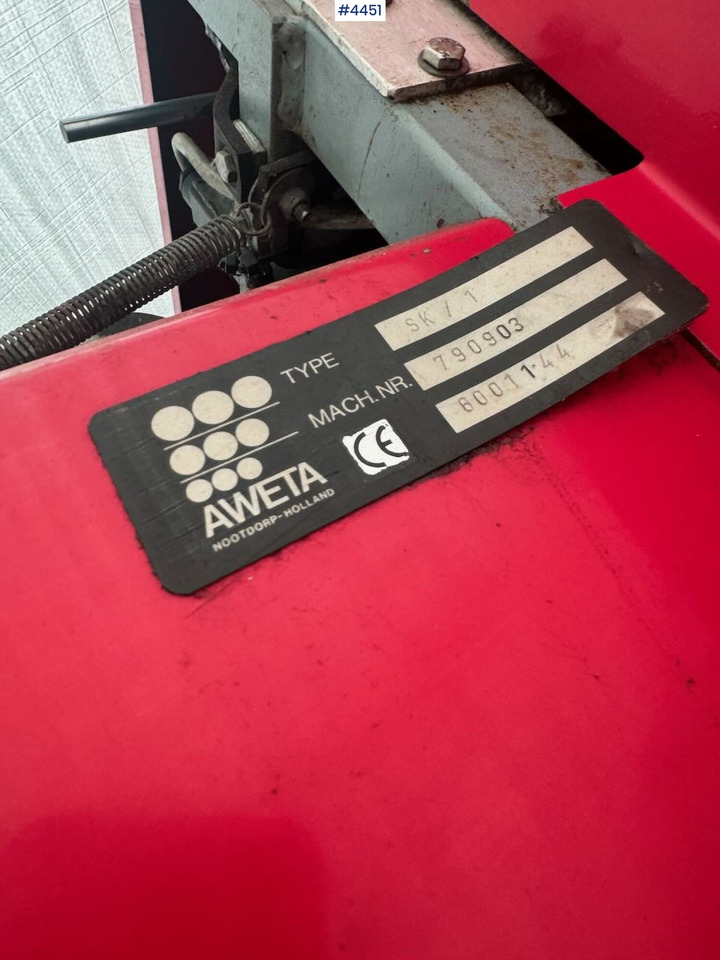 #4451
TYPE SK / 1
MACH.NR. 790903
60011·44
CE
AWETA
NOOTDORP-HOLLAND